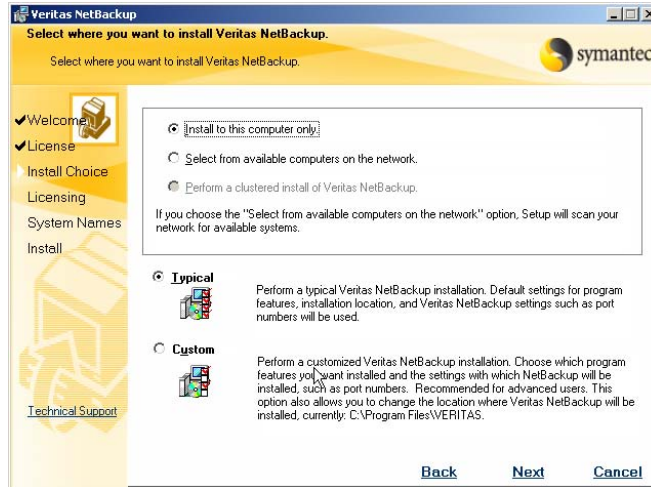 Veritas NetBackup
Select where you want to install Veritas NetBackup.
Select where you want to install Veritas NetBackup.
symantec
Welcome
License
Install Choice
Licensing
System Names
Install
Technical Support
Install to this computer only.
Select from available computers on the network.
Perform a clustered install of Veritas NetBackup.
If you choose the "Select from available computers on the network" option, Setup will scan your
network for available systems.
Typical
Perform a typical Veritas NetBackup installation. Default settings for program
features, installation location, and Veritas NetBackup settings such as port
numbers will be used.
Custom
Perform a customized Veritas NetBackup installation. Choose which program
features you want installed and the settings with which NetBackup will be
installed, such as port numbers. Recommended for advanced users. This
option also allows you to change the location where Veritas NetBackup will be
installed, currently: C:\Program Files\VERITAS.
Back
Next
Cancel